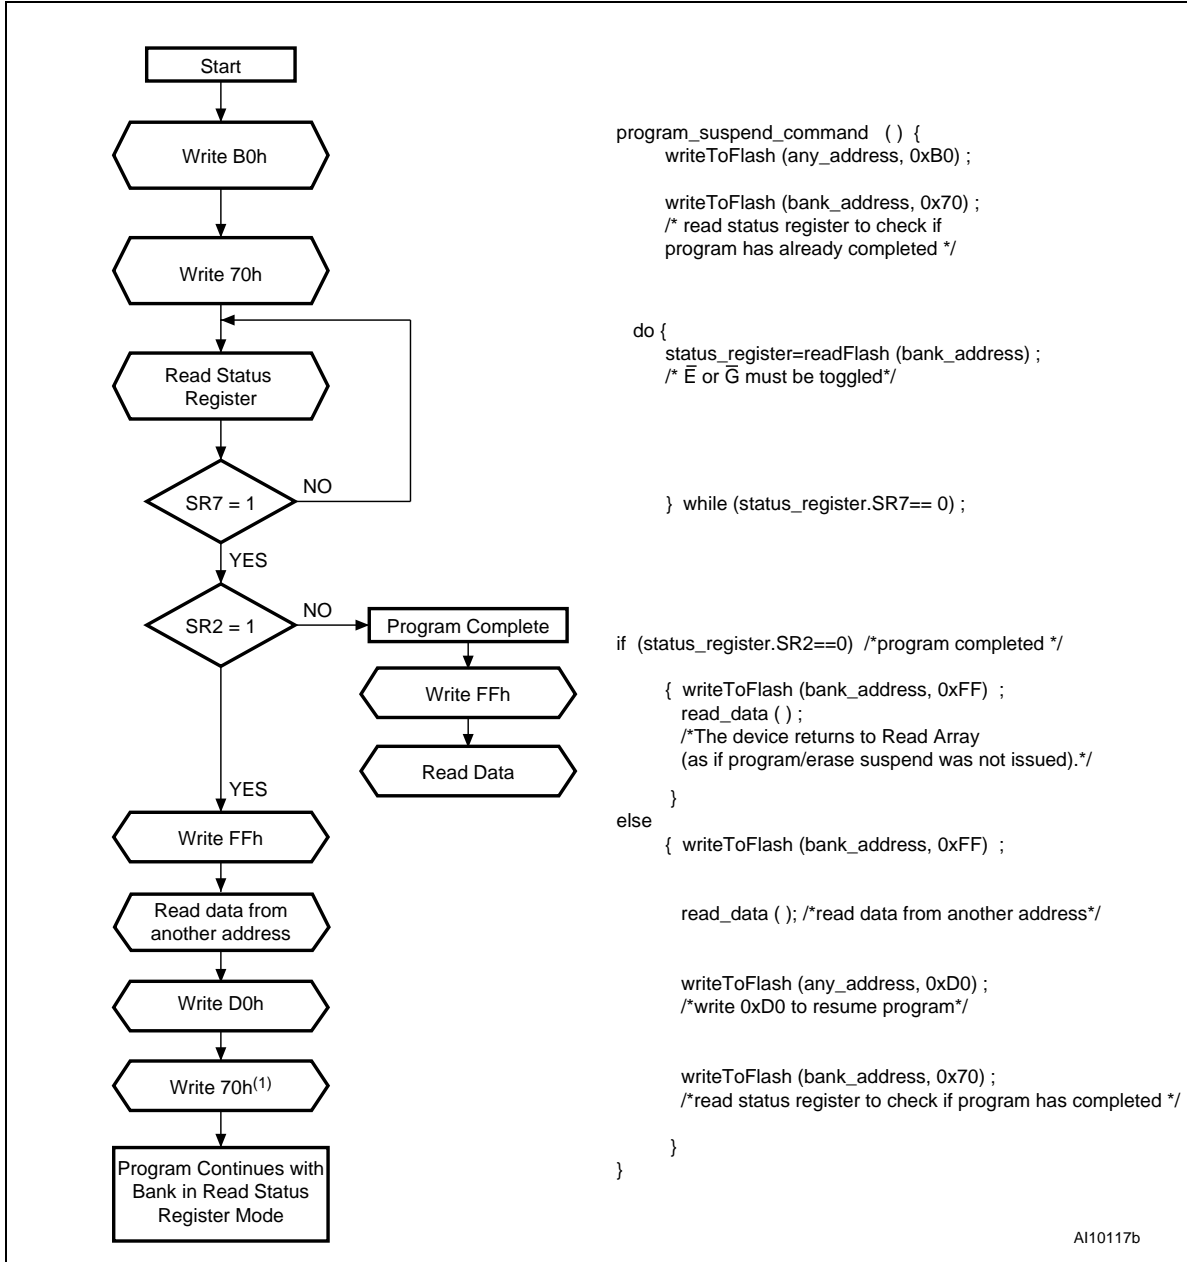 Start
Write B0h
Write 70h
Read Status
Register
SR7 = 1
NO
YES
SR2 = 1
NO
Program Complete
Write FFh
Read Data
YES
Write FFh
Read data from
another address
Write D0h
Write 70h(1)
Program Continues with
Bank in Read Status
Register Mode
program_suspend_command ( ) {
writeToFlash (any_address, 0xB0) ;
writeToFlash (bank_address, 0x70) ;
/* read status register to check if
program has already completed */
do {
status_register=readFlash (bank_address) ;
/* E̅ or G̅ must be toggled*/
} while (status_register.SR7== 0) ;
if (status_register.SR2==0) /*program completed */
{ writeToFlash (bank_address, 0xFF) ;
read_data ( ) ;
/*The device returns to Read Array
(as if program/erase suspend was not issued).*/
}
else
{ writeToFlash (bank_address, 0xFF) ;
read_data ( ); /*read data from another address*/
writeToFlash (any_address, 0xD0) ;
/*write 0xD0 to resume program*/
writeToFlash (bank_address, 0x70) ;
/*read status register to check if program has completed */
}
}
AI10117b